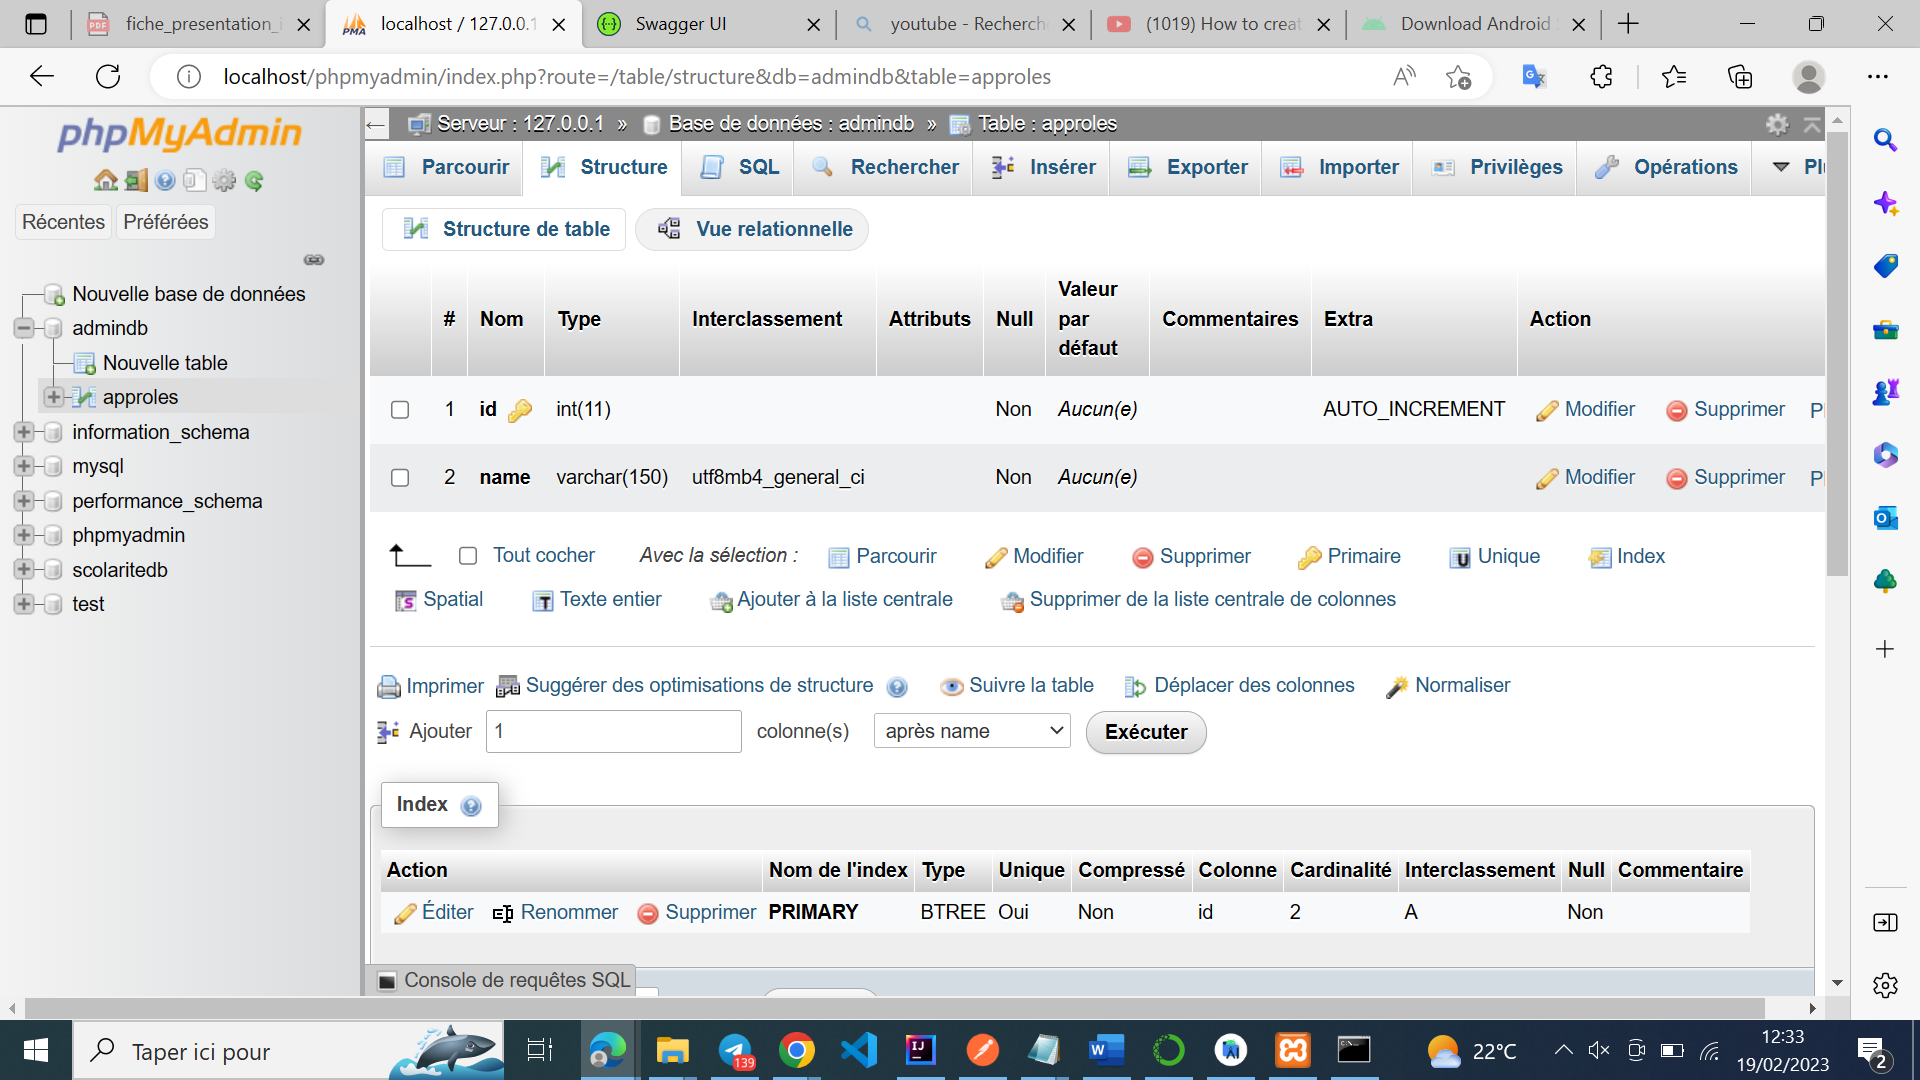 fiche_presentation_i
localhost / 127.0.0.1
Swagger UI
youtube - Recherch
(1019) How to creat
Download Android
localhost/phpmyadmin/index.php?route=/table/structure&db=admindb&table=approles
phpMyAdmin
Récentes
Préférées
Nouvelle base de données
admindb
Nouvelle table
approles
information_schema
mysql
performance_schema
phpmyadmin
scolaritedb
test
Serveur : 127.0.0.1 » Base de données : admindb » Table : approles
Parcourir
Structure
SQL
Rechercher
Insérer
Exporter
Importer
Privilèges
Opérations
Structure de table
Vue relationnelle
# Nom Type Interclassement Attributs Null Valeur par défaut Commentaires Extra Action
1 id int(11) Non Aucun(e) AUTO_INCREMENT Modifier Supprimer
2 name varchar(150) utf8mb4_general_ci Non Aucun(e) Modifier Supprimer
Tout cocher Avec la sélection : Parcourir Modifier Supprimer Primaire Unique Index
Spatial Texte entier Ajouter à la liste centrale Supprimer de la liste centrale de colonnes
Imprimer Suggérer des optimisations de structure Suivre la table Déplacer des colonnes Normaliser
Ajouter 1 colonne(s) après name Exécuter
Index
Action Nom de l'index Type Unique Compressé Colonne Cardinalité Interclassement Null Commentaire
Éditer Renommer Supprimer PRIMARY BTREE Oui Non id 2 A Non
Console de requêtes SQL
Taper ici pour
139
22°C
12:33
19/02/2023
2